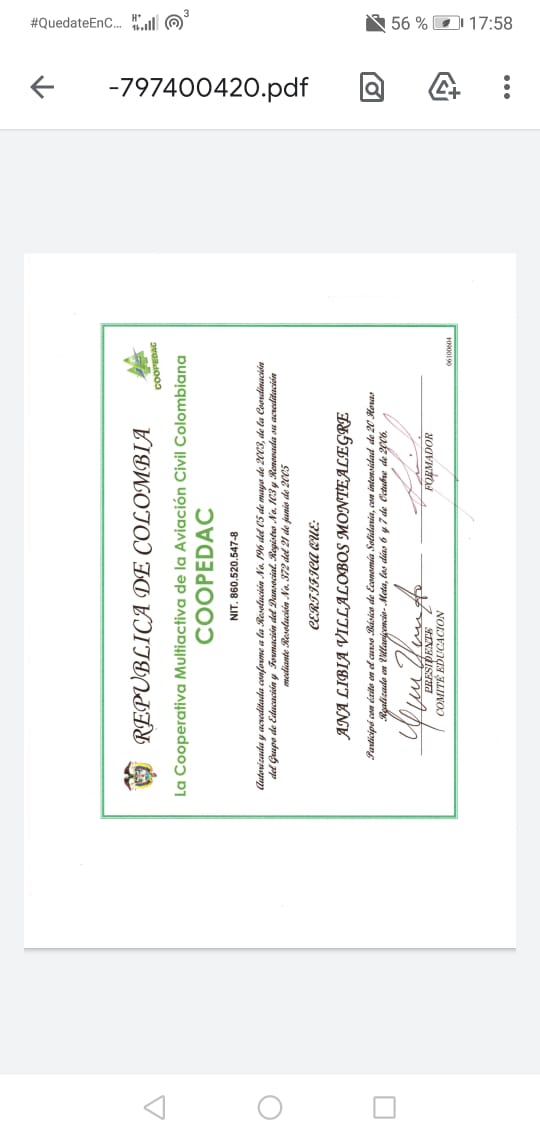 #QuedateEnC... H+ 3 56 % 17:58
-797400420.pdf
REPUBLICA DE COLOMBIA
COOPEDAC
La Cooperativa Multiactiva de la Aviación Civil Colombiana
COOPEDAC
NIT. 860.520.547-8
Autorizada y acreditada conforme a la Resolución No. 196 del 05 de mayo de 2003, de la Coordinación
del Grupo de Educación y Formación del Dansocial, Registro No. 103 y Renovada su acreditación
mediante Resolución No. 372 del 21 de junio de 2005
CERTIFICA QUE:
ANA LIBIA VILLALOBOS MONTEALEGRE
Participó con éxito en el curso Básico de Economía Solidaria, con intensidad de 20 Horas
Realizado en Villavicencio- Meta, los días 6 y 7 de Octubre de 2006.
PRESIDENTE
COMITÉ EDUCACION
FORMADOR
06100604